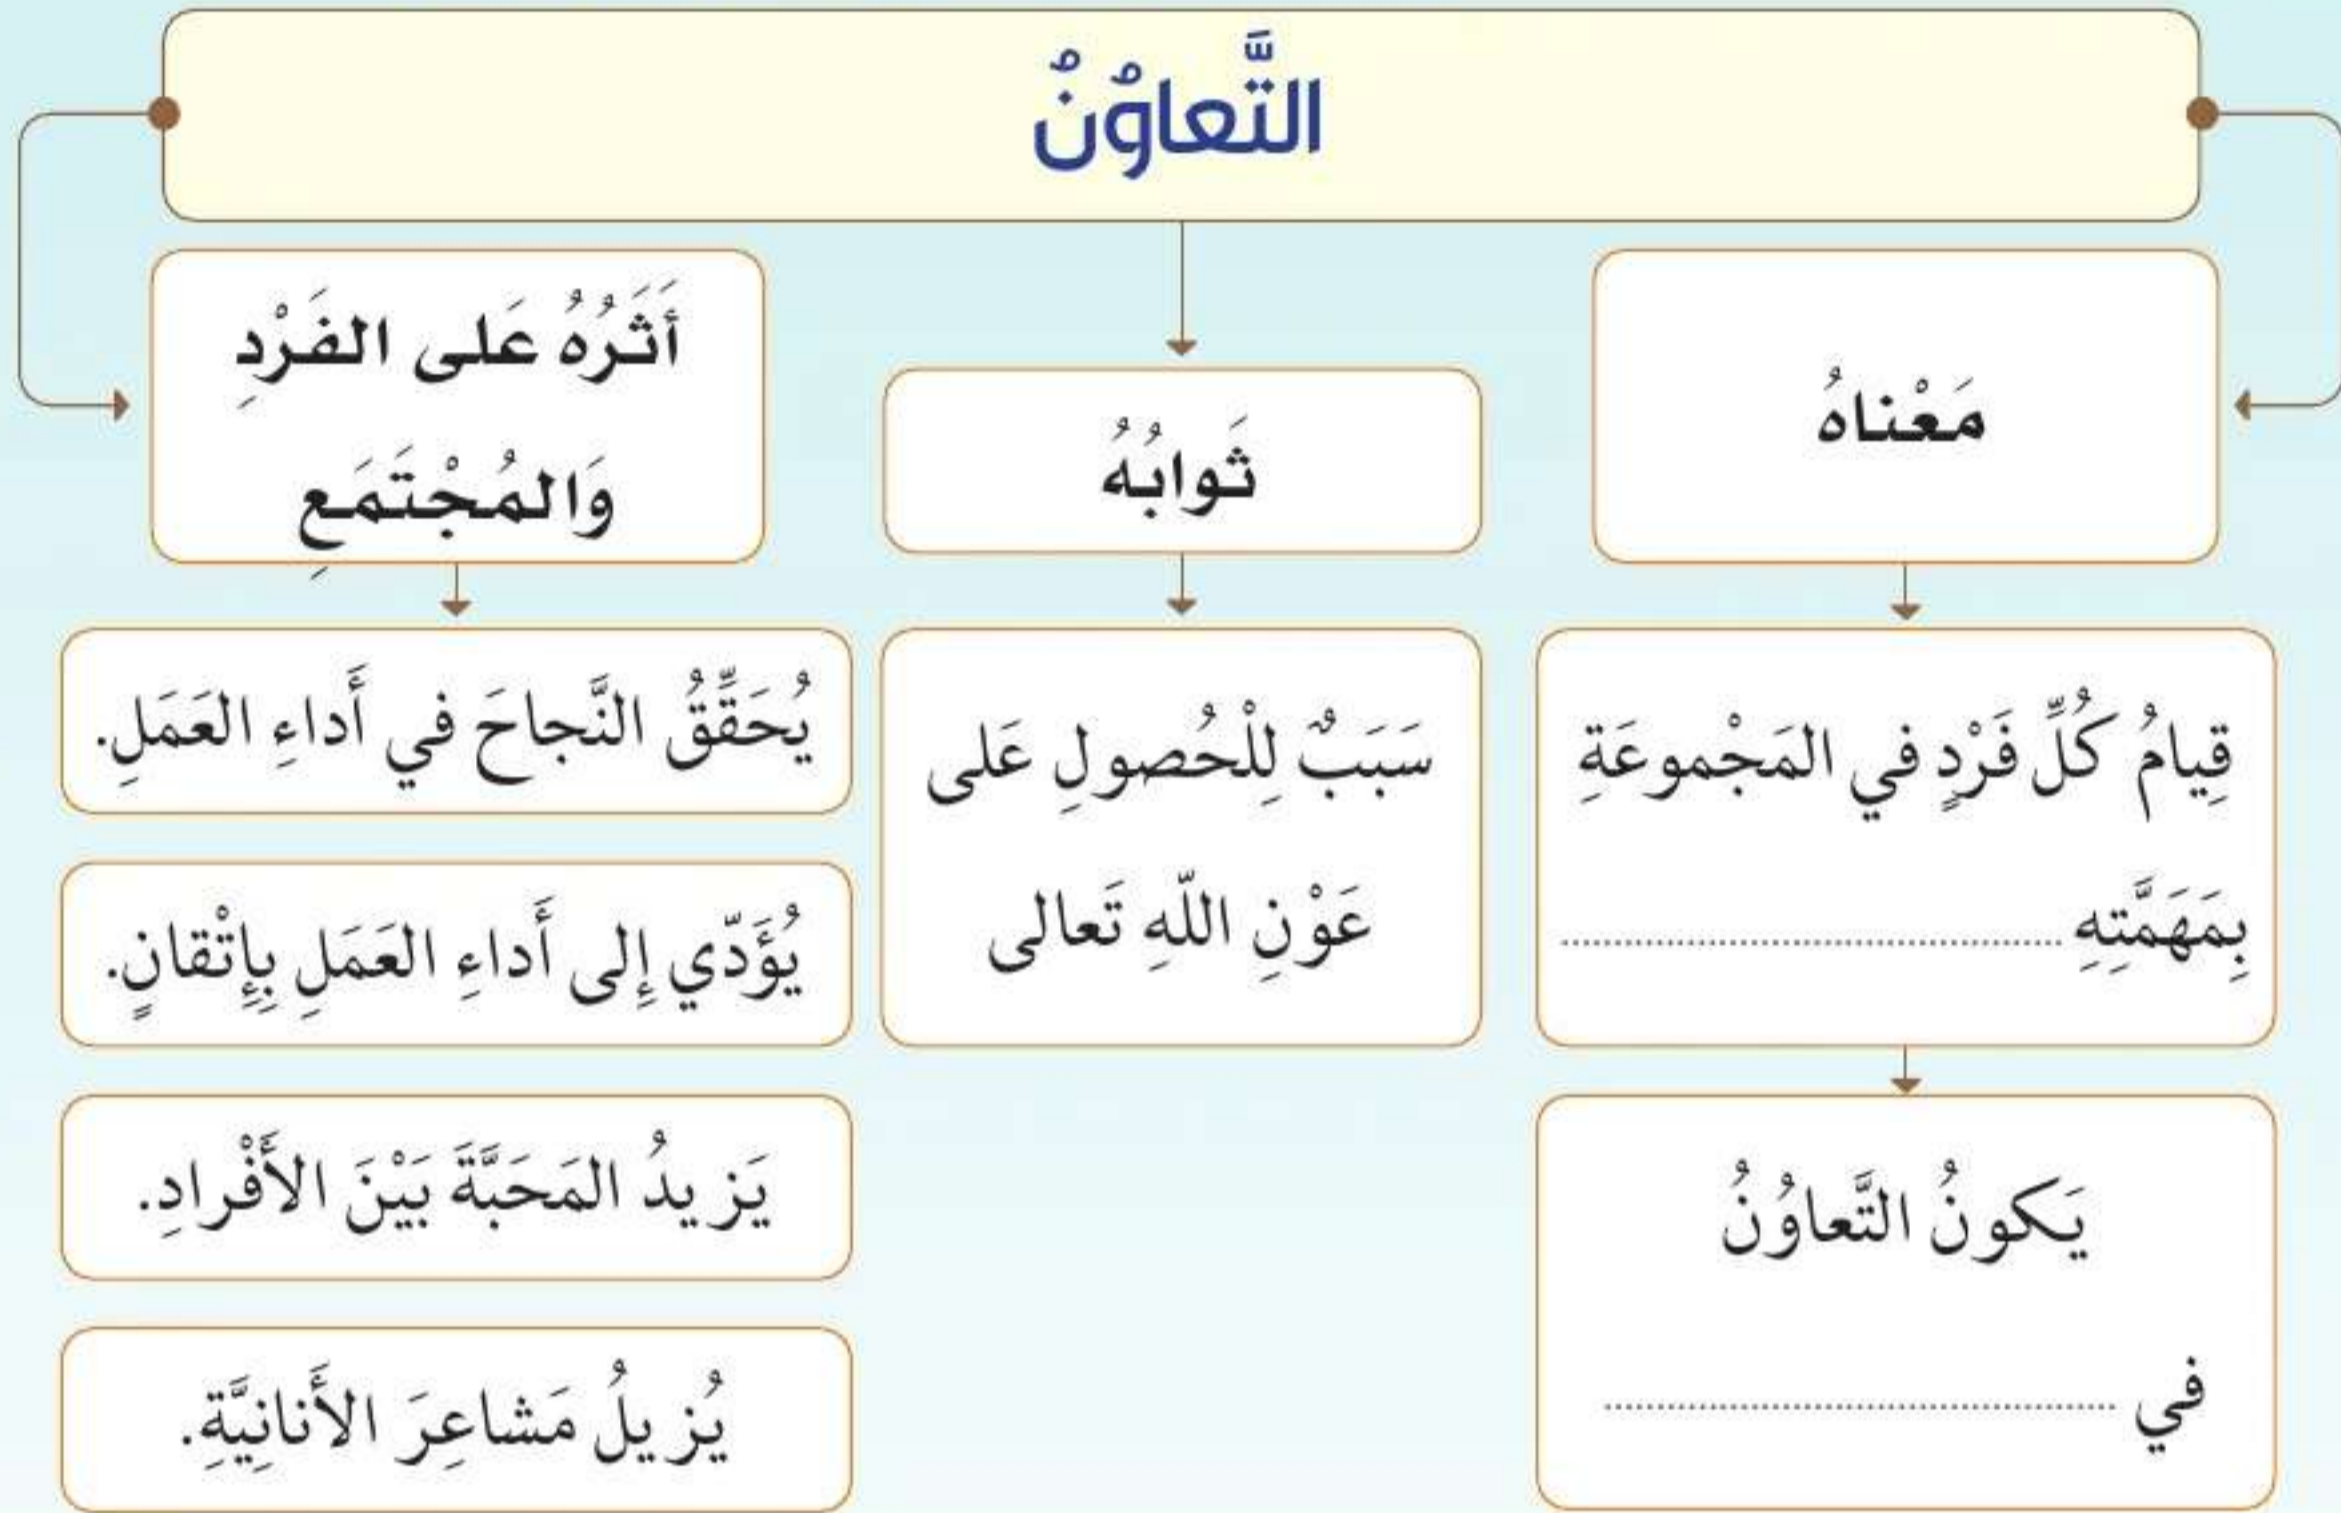 التَّعاوُنُ
مَعْناهُ
قِيامُ كُلِّ فَرْدٍ في المَجْموعَةِ
بِمَهَمَّتِهِ ........................................
يَكونُ التَّعاوُنُ
في ........................................
ثَوابُهُ
سَبَبٌ لِلْحُصولِ عَلى
عَوْنِ اللّهِ تَعالى
أَثَرُهُ عَلى الفَرْدِ
وَالمُجْتَمَعِ
يُحَقِّقُ النَّجاحَ في أَداءِ العَمَلِ.
يُؤَدّي إِلى أَداءِ العَمَلِ بِإِتْقانٍ.
يَزيدُ المَحَبَّةَ بَيْنَ الأَفْرادِ.
يُزيلُ مَشاعِرَ الأَنانِيَّةِ.